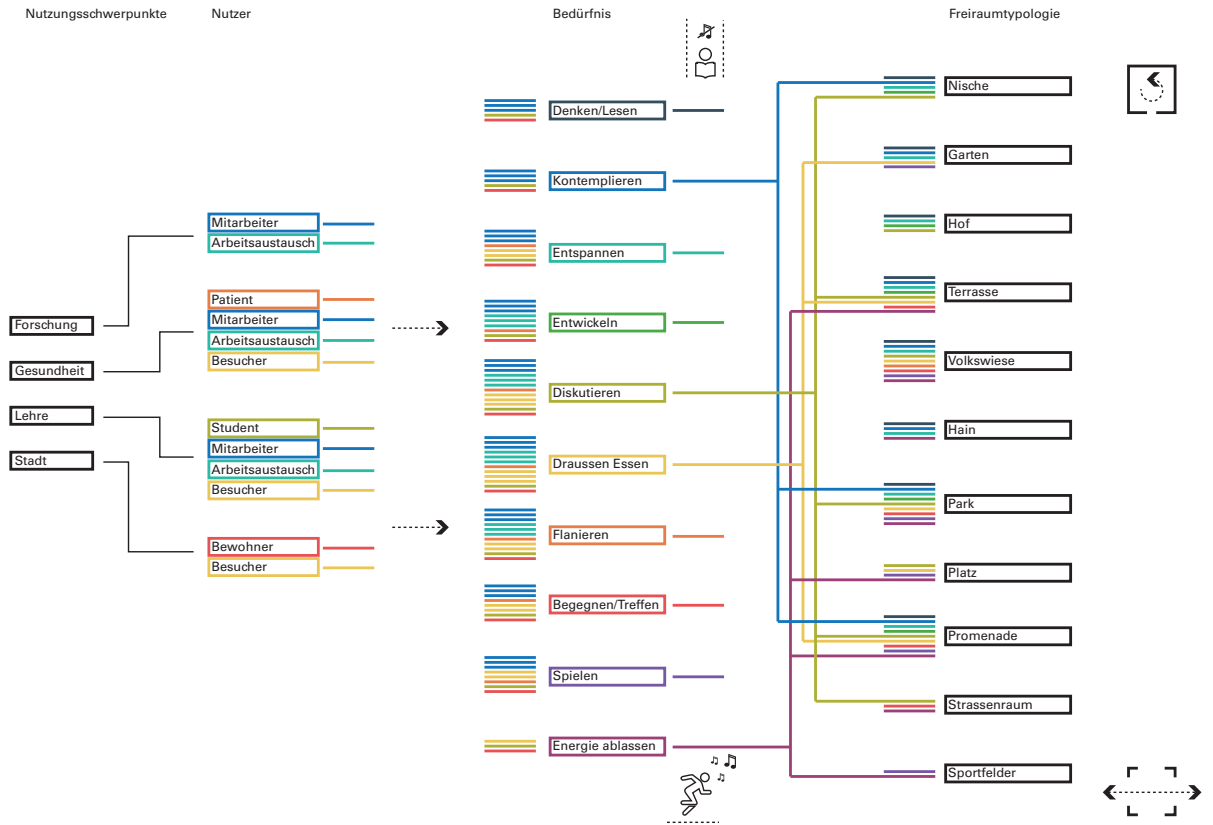 Nutzungsschwerpunkte
Nutzer
Bedürfnis
Freiraumtypologie
Forschung
Gesundheit
Lehre
Stadt
Mitarbeiter
Arbeitsaustausch
Patient
Mitarbeiter
Arbeitsaustausch
Besucher
Student
Mitarbeiter
Arbeitsaustausch
Besucher
Bewohner
Besucher
Denken/Lesen
Kontemplieren
Entspannen
Entwickeln
Diskutieren
Draussen Essen
Flanieren
Begegnen/Treffen
Spielen
Energie ablassen
Nische
Garten
Hof
Terrasse
Volkswiese
Hain
Park
Platz
Promenade
Strassenraum
Sportfelder